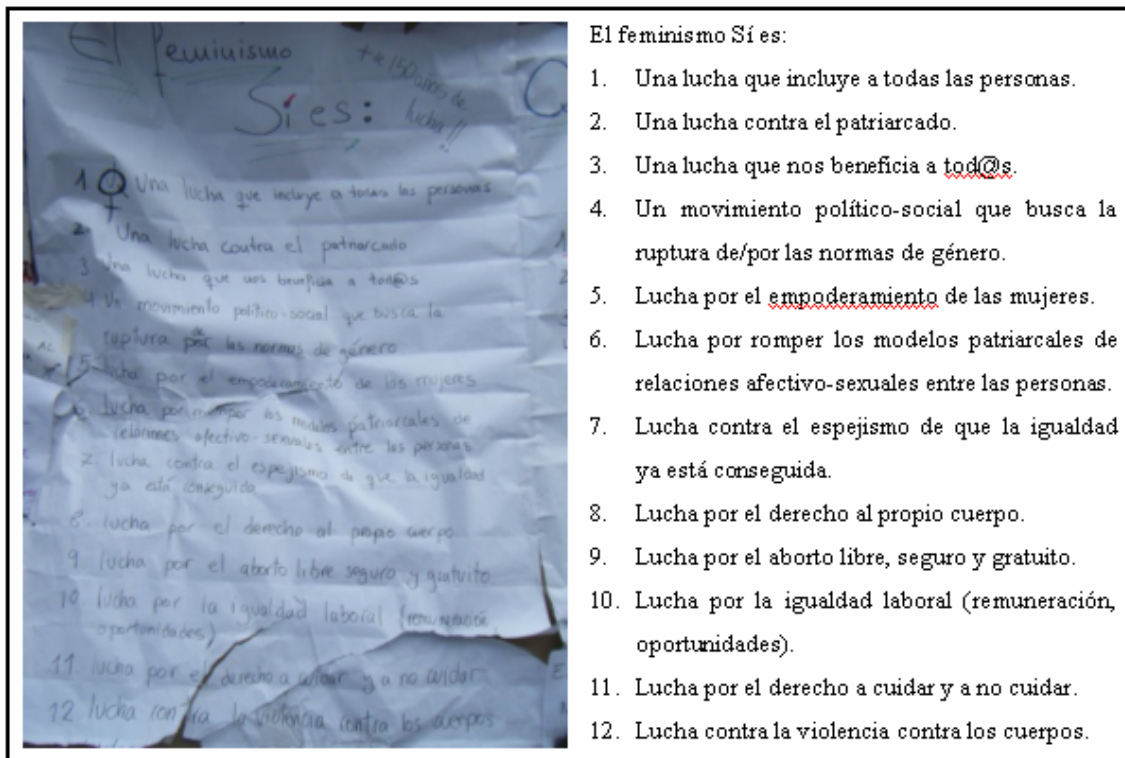 El feminismo
+ de 150 años de
lucha!!
Sí es:
1 Una lucha que incluye a todas las personas
2. Una lucha contra el patriarcado
3 Una lucha que nos beneficia a tod@s
4 Un movimiento político-social que busca la
de
ruptura por las normas de género
5. lucha por el empoderamiento de las mujeres
6. lucha por romper los modelos patriarcales de
relaciones afectivo-sexuales entre las personas
7. lucha contra el espejismo de que la igualdad
ya está conseguida
8. lucha por el derecho al propio cuerpo
9 lucha por el aborto libre seguro y gratuito
10. lucha por la igualdad laboral (remuneración,
oportunidades)
11. lucha por el derecho a cuidar y a no cuidar
12 lucha contra la violencia contra los cuerpos
El feminismo Sí es:
1. Una lucha que incluye a todas las personas.
2. Una lucha contra el patriarcado.
3. Una lucha que nos beneficia a tod@s.
4. Un movimiento político-social que busca la
ruptura de/por las normas de género.
5. Lucha por el empoderamiento de las mujeres.
6. Lucha por romper los modelos patriarcales de
relaciones afectivo-sexuales entre las personas.
7. Lucha contra el espejismo de que la igualdad
ya está conseguida.
8. Lucha por el derecho al propio cuerpo.
9. Lucha por el aborto libre, seguro y gratuito.
10. Lucha por la igualdad laboral (remuneración,
oportunidades).
11. Lucha por el derecho a cuidar y a no cuidar.
12. Lucha contra la violencia contra los cuerpos.